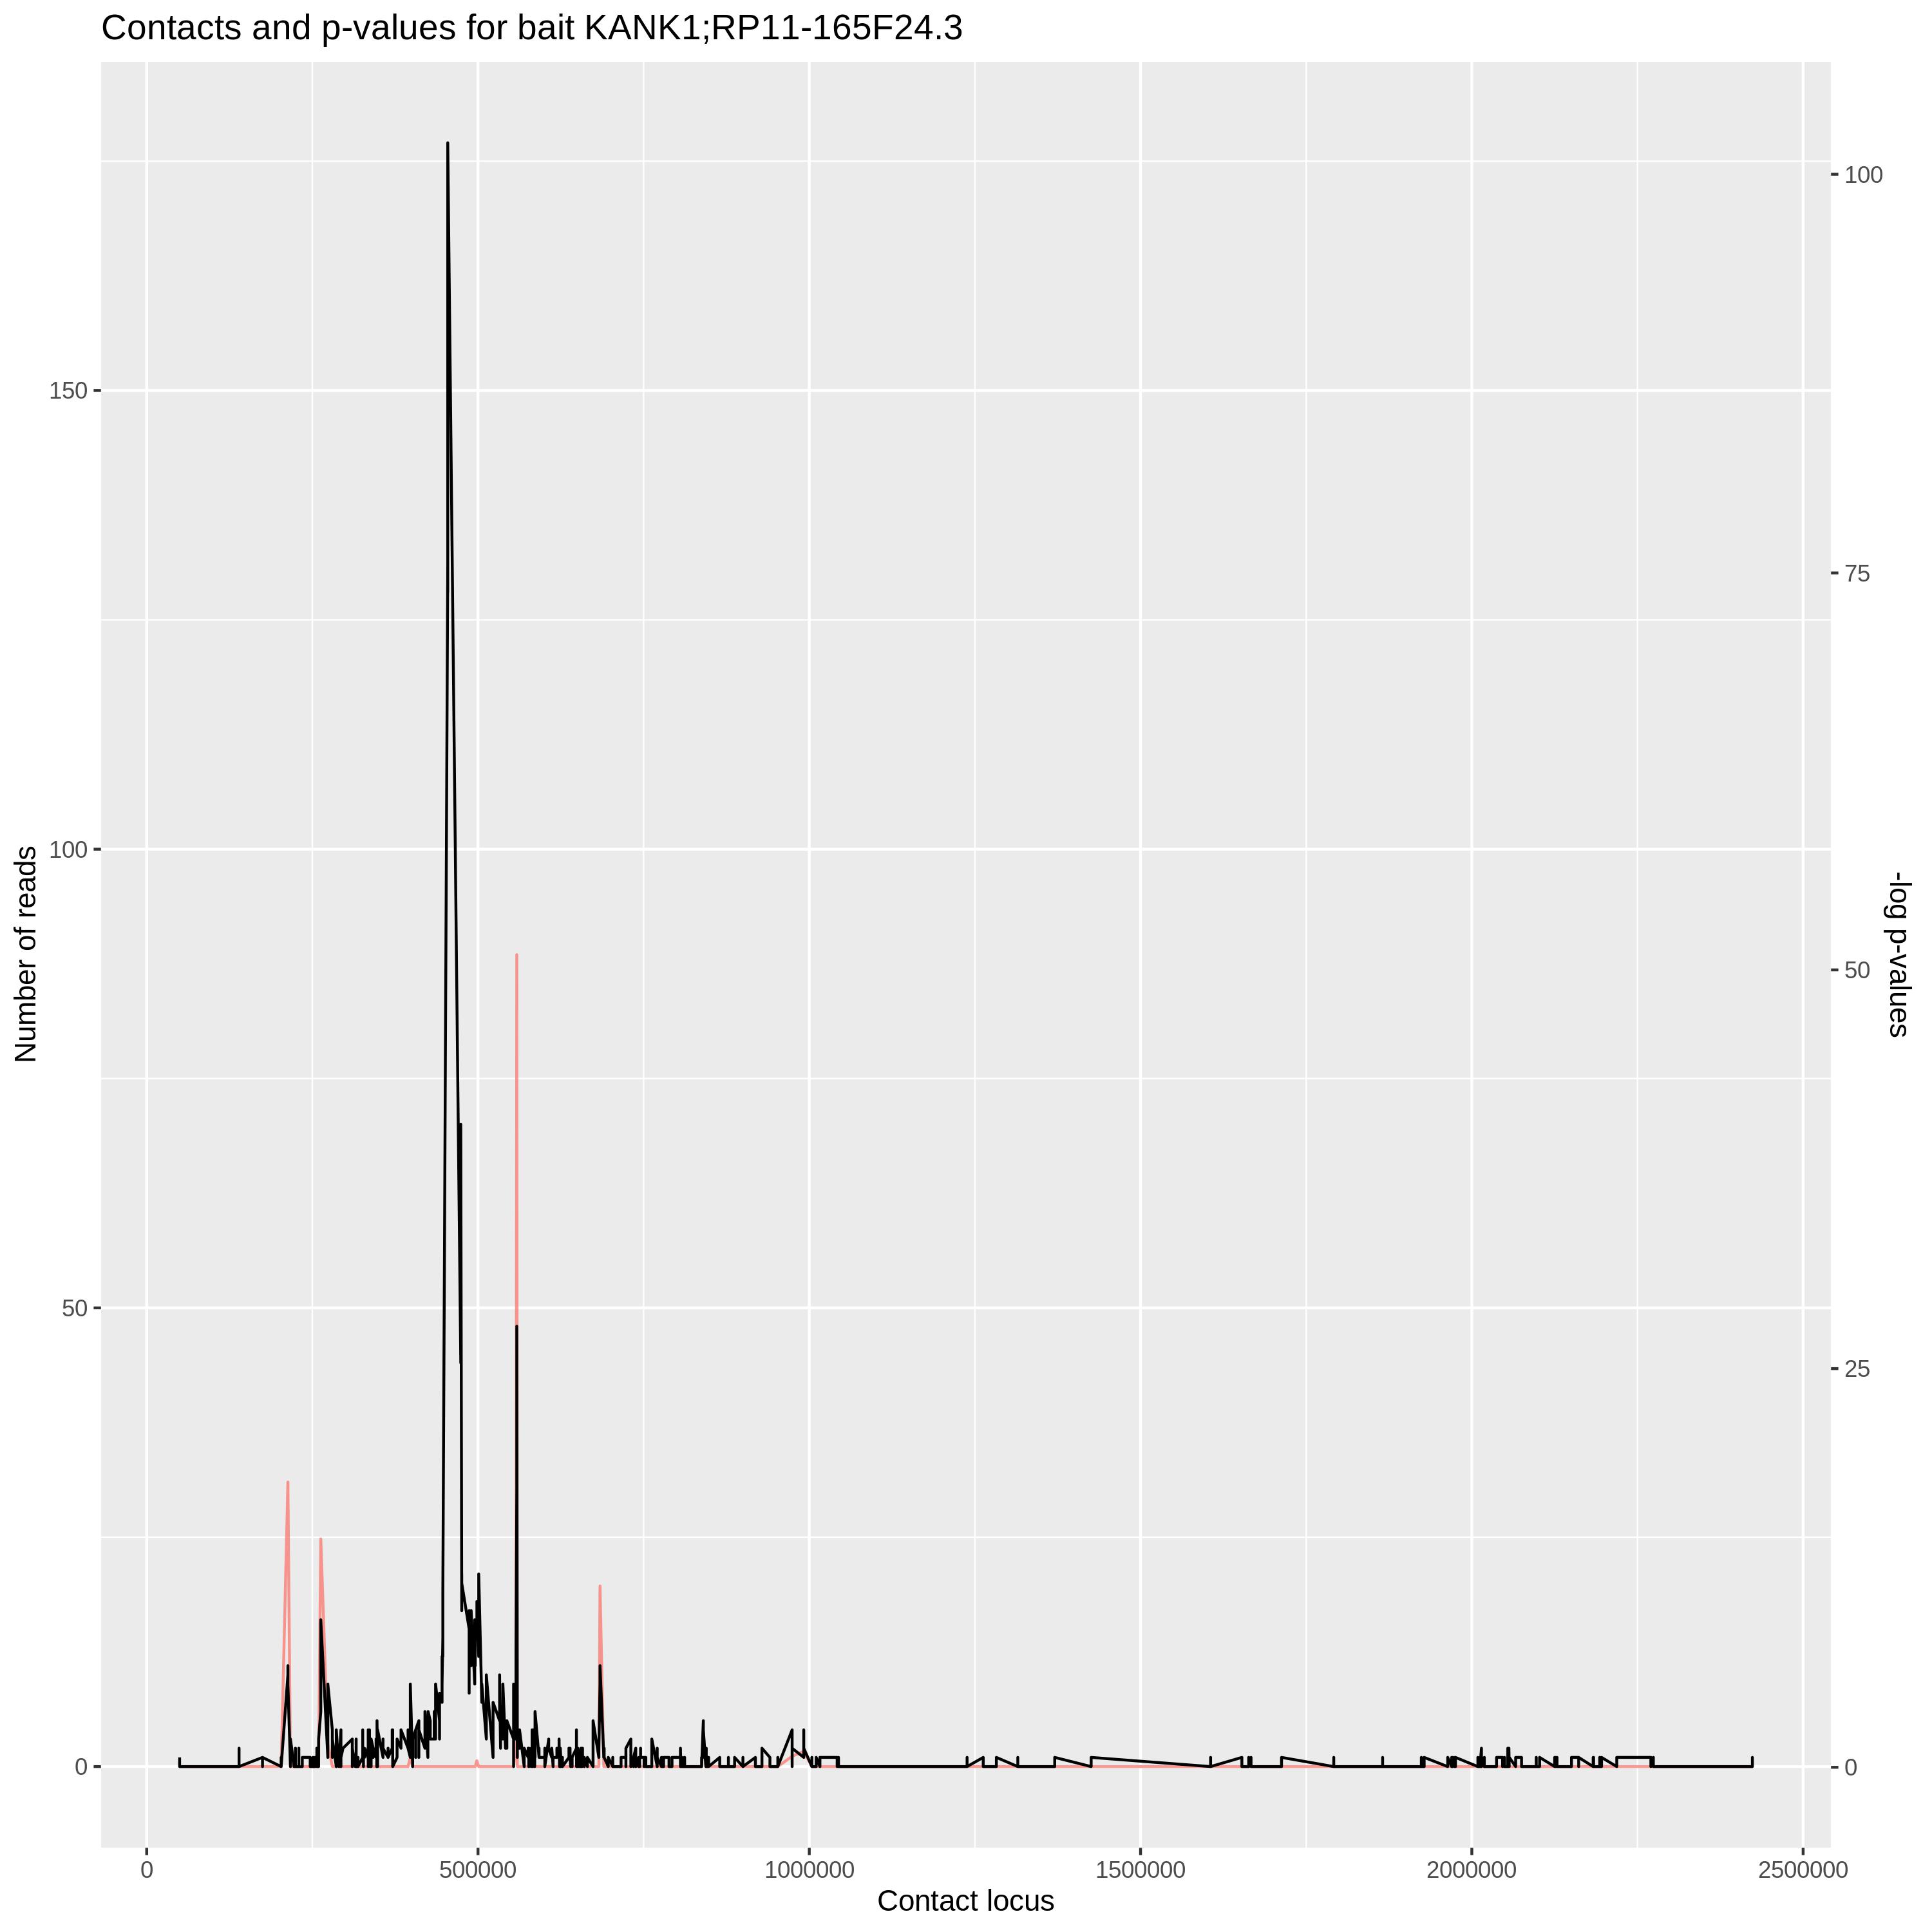 Contacts and p-values for bait KANK1;RP11-165F24.3
Number of reads
150
100
50
0
100
75
50
25
0
-log p-values
0 500000 1000000 1500000 2000000 2500000
Contact locus